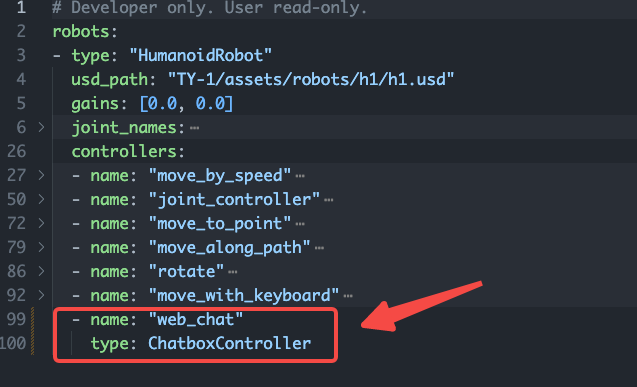 1 # Developer only. User read-only.
2 robots:
3 - type: "HumanoidRobot"
4 usd_path: "TY-1/assets/robots/h1/h1.usd"
5 gains: [0.0, 0.0]
6 > joint_names:⋯
26 controllers:
27 > - name: "move_by_speed"⋯
50 > - name: "joint_controller"⋯
72 > - name: "move_to_point"⋯
79 > - name: "move_along_path"⋯
86 > - name: "rotate"⋯
92 > - name: "move_with_keyboard"⋯
99 - name: "web_chat"
100 type: ChatboxController